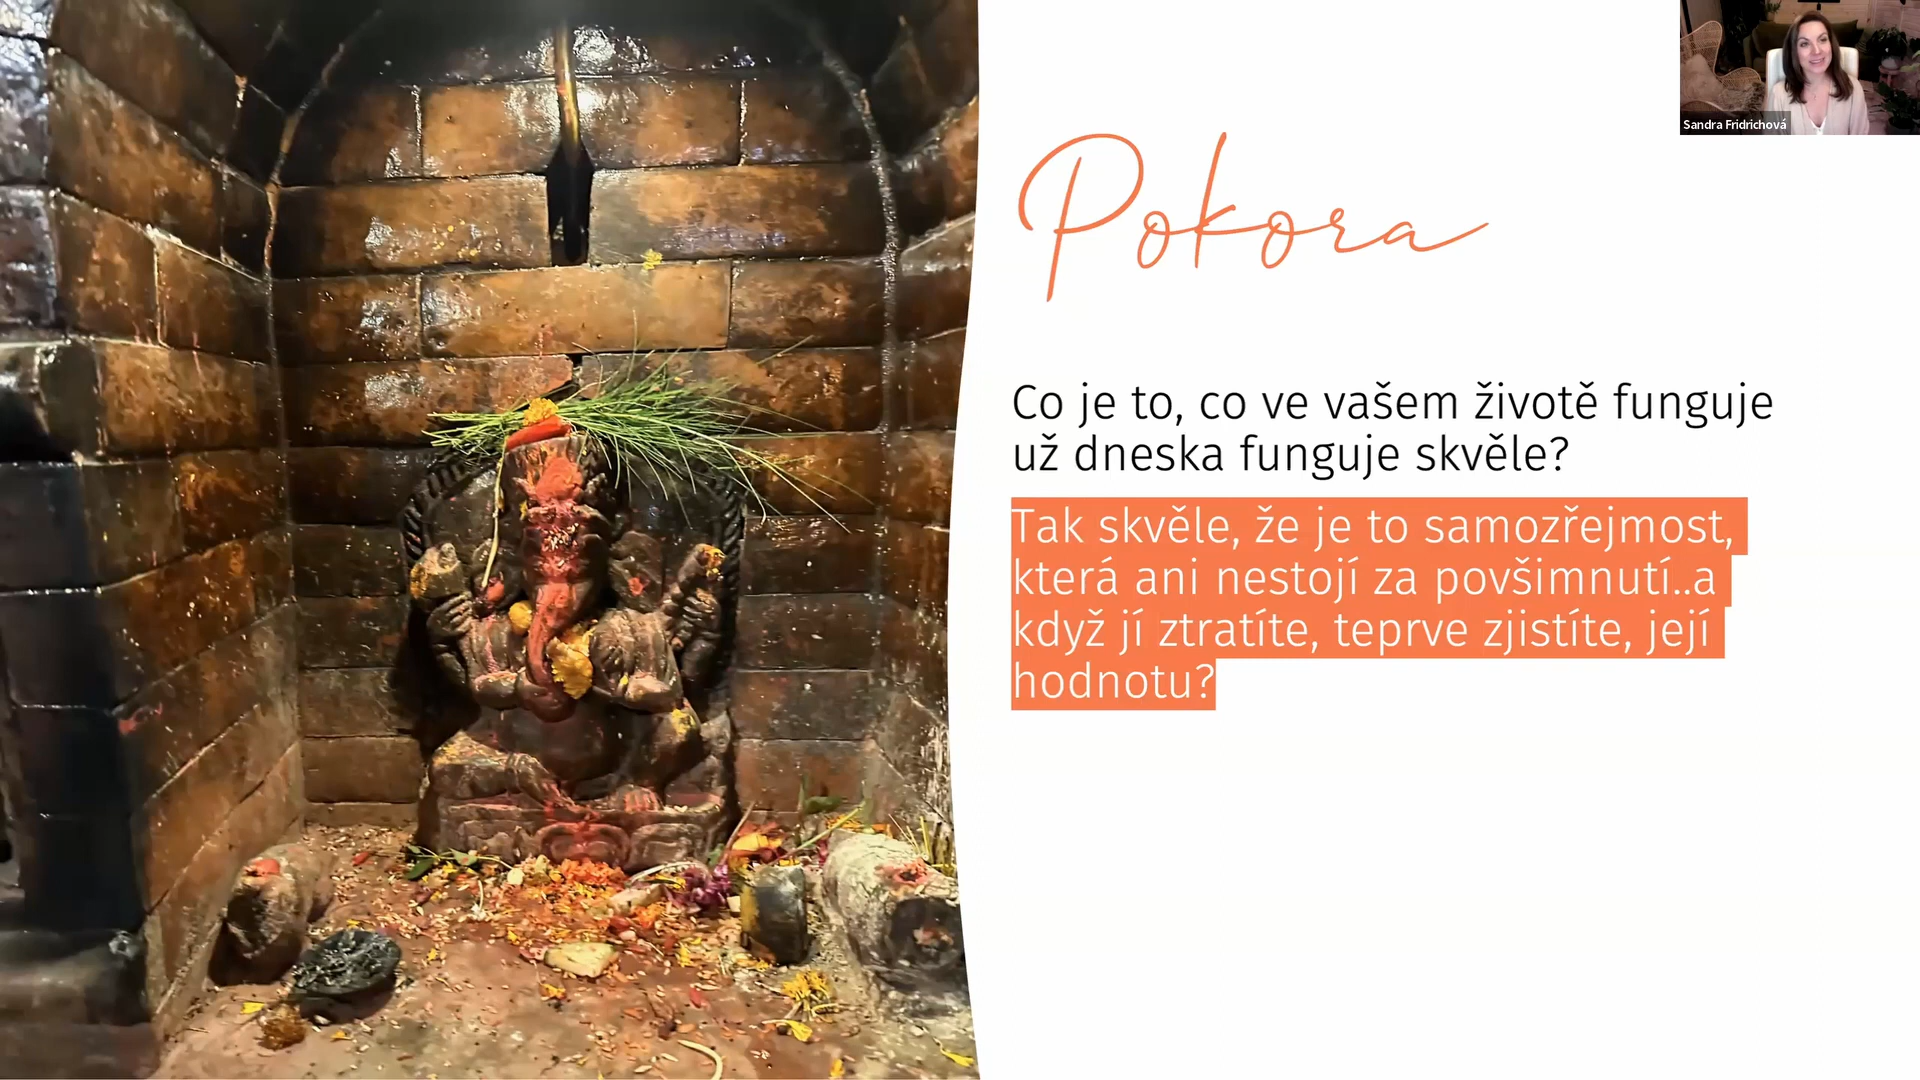 Sandra Fridrichová
Pokora
Co je to, co ve vašem životě funguje
už dneska funguje skvěle?
Tak skvěle, že je to samozřejmost,
která ani nestojí za povšimnutí..a
když jí ztratíte, teprve zjistíte, její
hodnotu?